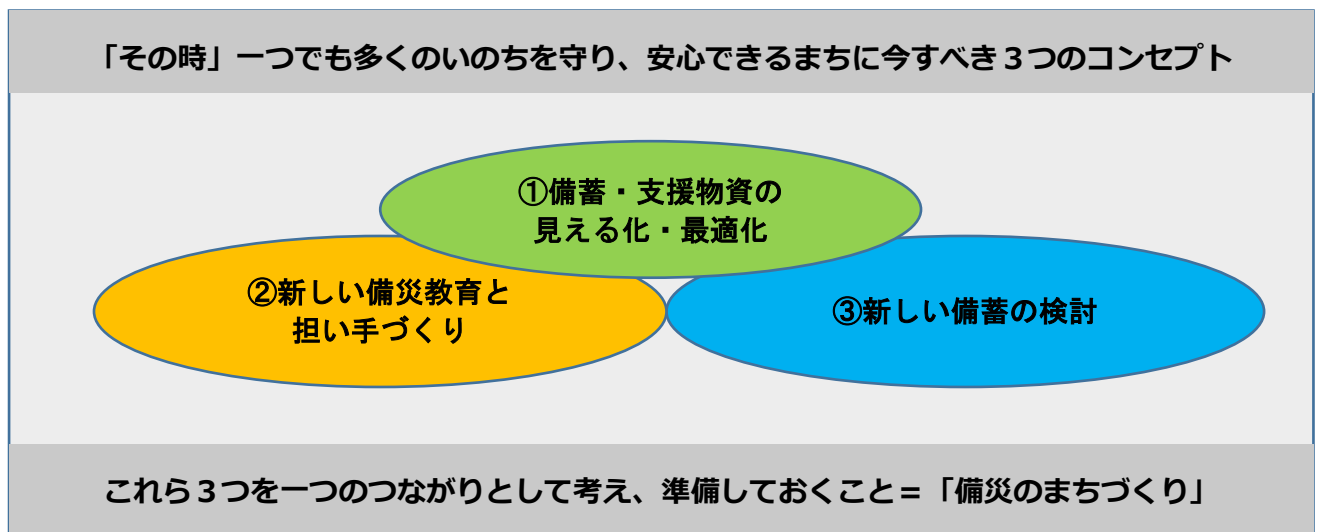 「その時」一つでも多くのいのちを守り、安心できるまちに今すべき３つのコンセプト
①備蓄・支援物資の
見える化・最適化
②新しい備災教育と
担い手づくり
③新しい備蓄の検討
これら３つを一つのつながりとして考え、準備しておくこと＝「備災のまちづくり」